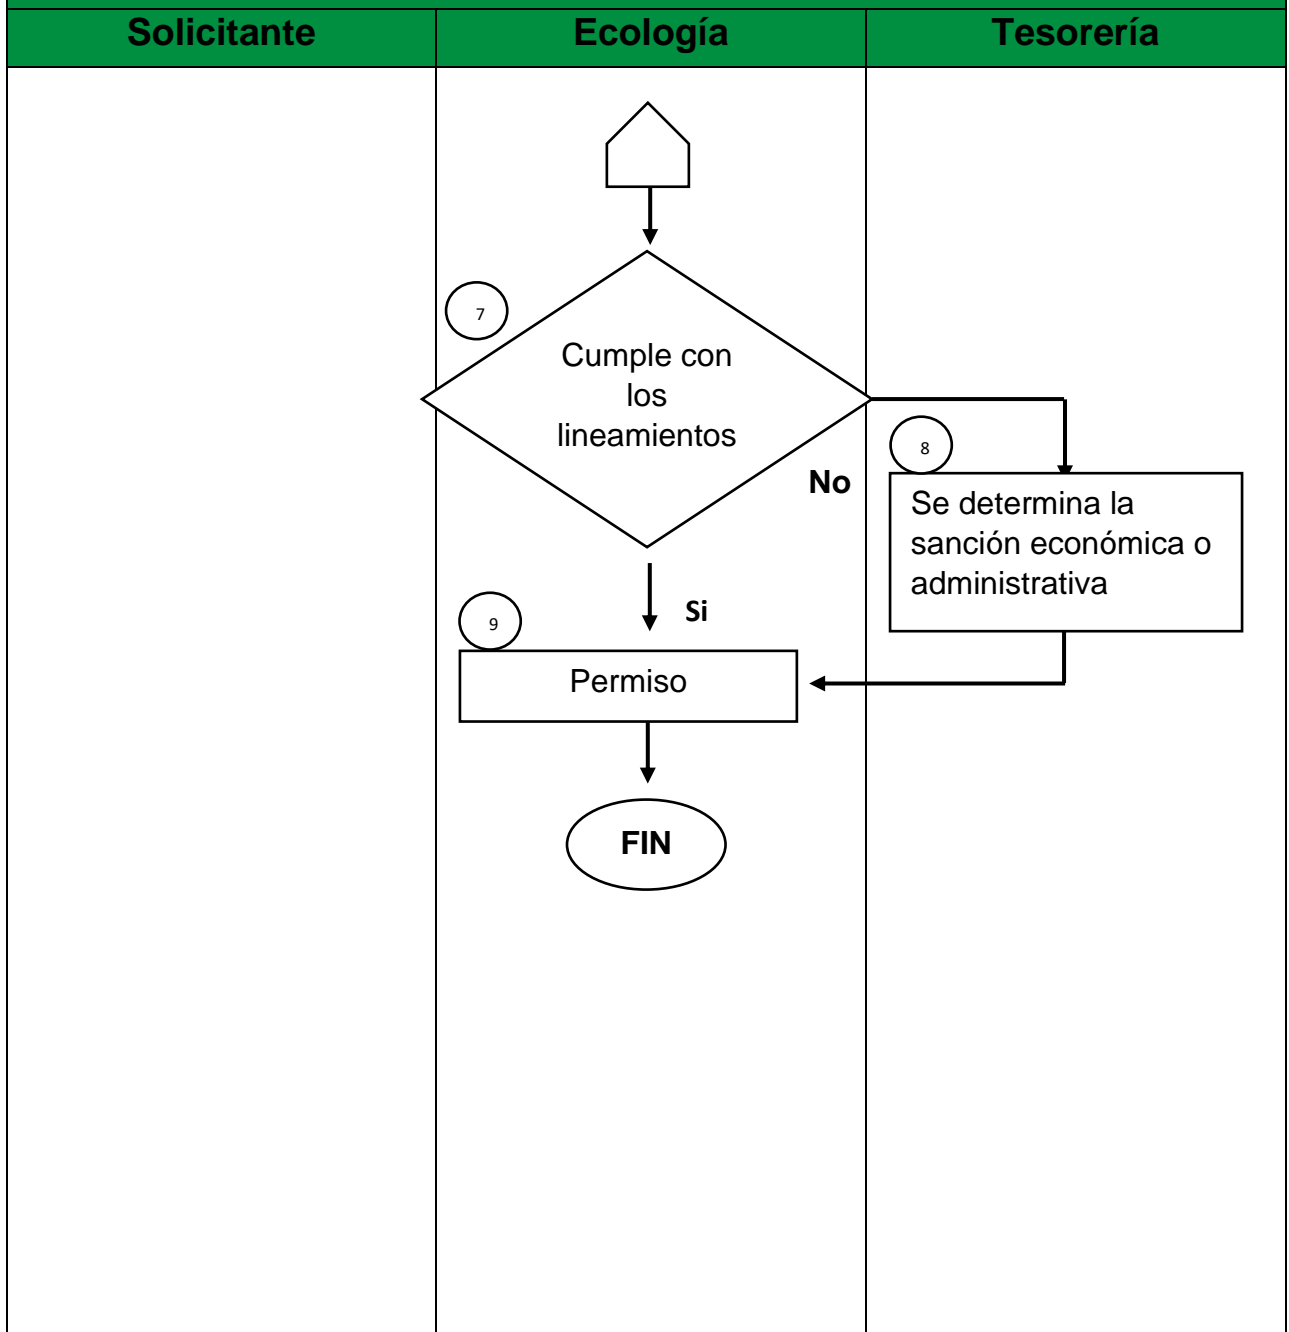 Solicitante
Ecología
Tesorería
7
Cumple con
los
lineamientos
No
8
Se determina la
sanción económica o
administrativa
Si
9
Permiso
FIN